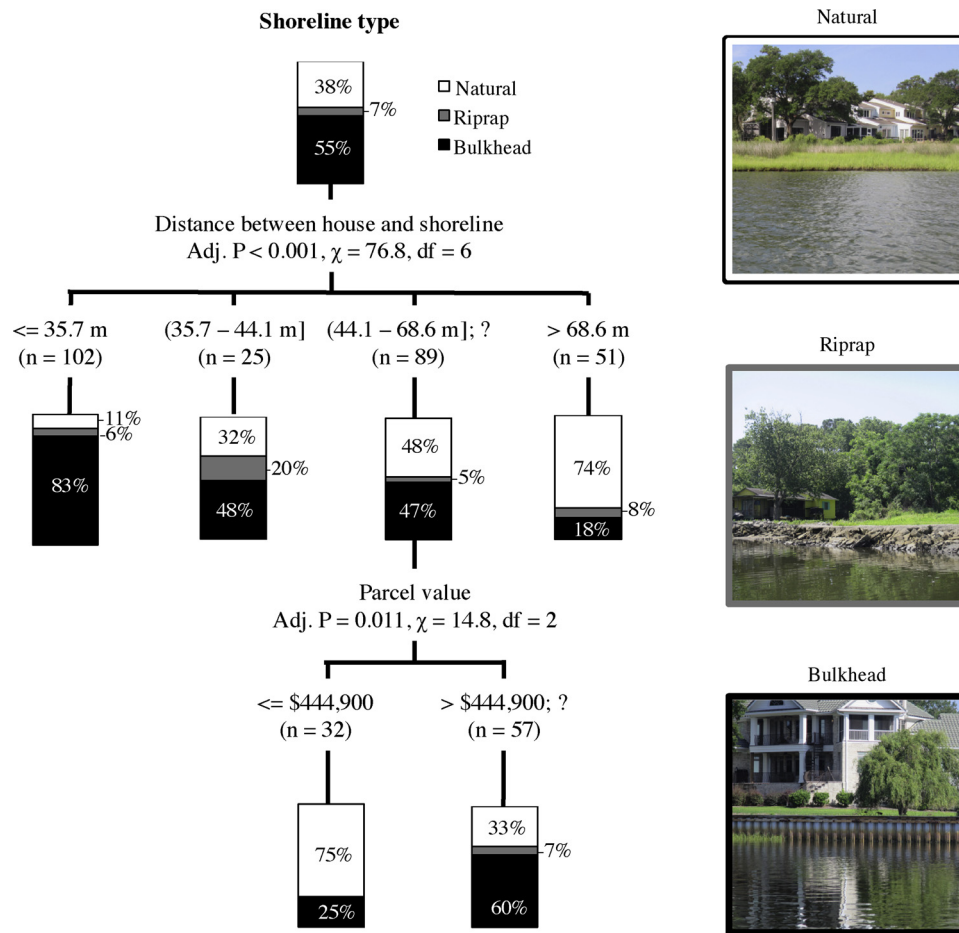 Shoreline type
38%
7%
55%
Natural
Riprap
Bulkhead
Distance between house and shoreline
Adj. P < 0.001, χ = 76.8, df = 6
<= 35.7 m
(n = 102)
(35.7 – 44.1 m]
(n = 25)
(44.1 – 68.6 m]; ?
(n = 89)
> 68.6 m
(n = 51)
11%
6%
83%
32%
20%
48%
48%
5%
47%
74%
8%
18%
Parcel value
Adj. P = 0.011, χ = 14.8, df = 2
<= $444,900
(n = 32)
> $444,900; ?
(n = 57)
75%
25%
33%
7%
60%
Natural
Riprap
Bulkhead